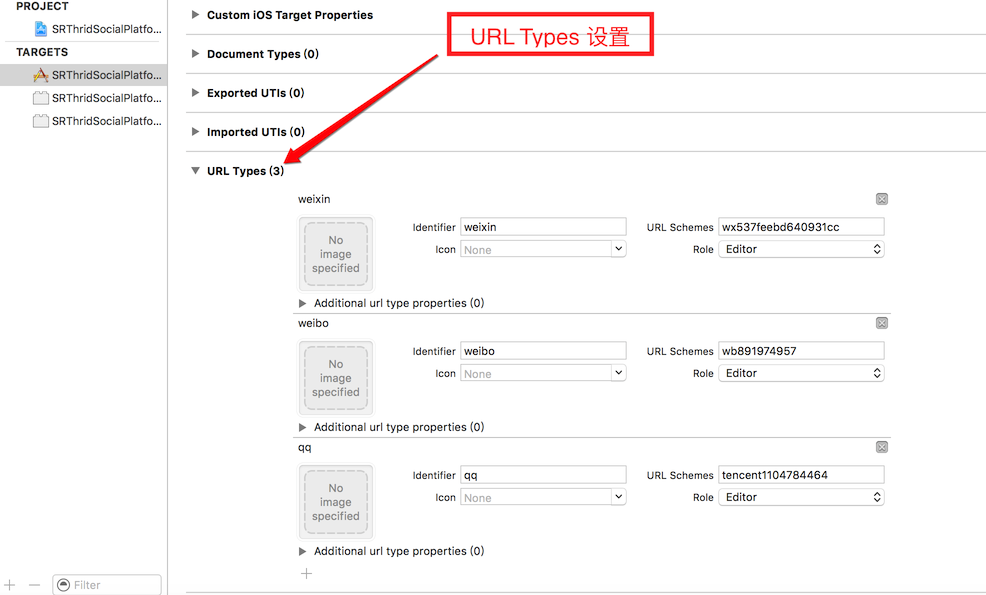 PROJECT
SRThridSocialPlatfo...
TARGETS
SRThridSocialPlatfo...
SRThridSocialPlatfo...
SRThridSocialPlatfo...
Filter
URL Types 设置
Custom iOS Target Properties
Document Types (0)
Exported UTIs (0)
Imported UTIs (0)
URL Types (3)
weixin
No
image
specified
Identifier weixin URL Schemes wx537feebd640931cc
Icon None Role Editor
Additional url type properties (0)
weibo
No
image
specified
Identifier weibo URL Schemes wb891974957
Icon None Role Editor
Additional url type properties (0)
qq
No
image
specified
Identifier qq URL Schemes tencent1104784464
Icon None Role Editor
Additional url type properties (0)